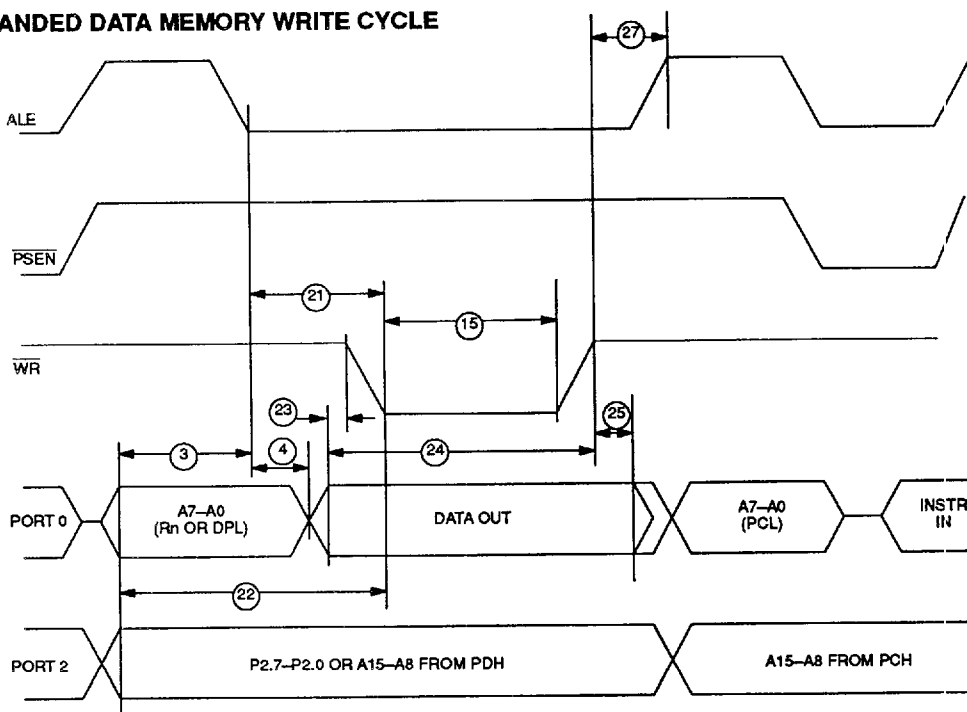 ANDED DATA MEMORY WRITE CYCLE
27
ALE
PSEN
21
15
WR
23
25
3
4
24
PORT 0
A7–A0
(Rn OR DPL)
DATA OUT
A7–A0
(PCL)
INSTR
IN
22
PORT 2
P2.7–P2.0 OR A15–A8 FROM PDH
A15–A8 FROM PCH